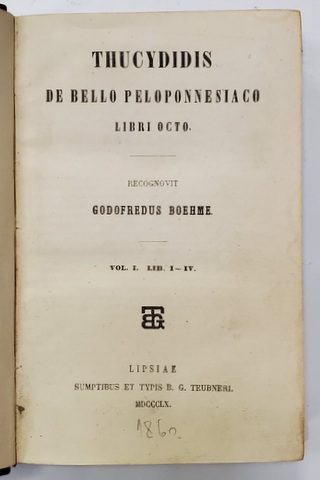 THUCYDIDIS
DE BELLO PELOPONNESIACO
LIBRI OCTO.
RECOGNOVIT
GODOFREDUS BOEHME.
VOL. I. LIB. I–IV.
BTG
LIPSIAE
SUMPTIBUS ET TYPIS B. G. TEUBNERI.
MDCCCLX.
1860.